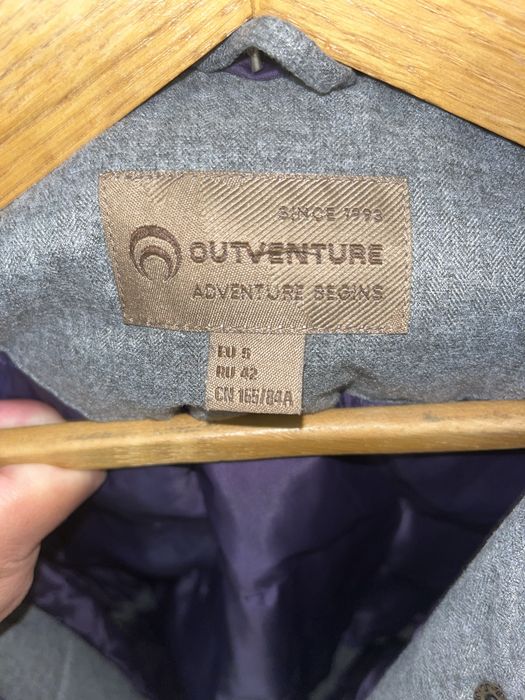 SINCE 1993
OUTVENTURE
ADVENTURE BEGINS
EU S
RU 42
CN 165/84A